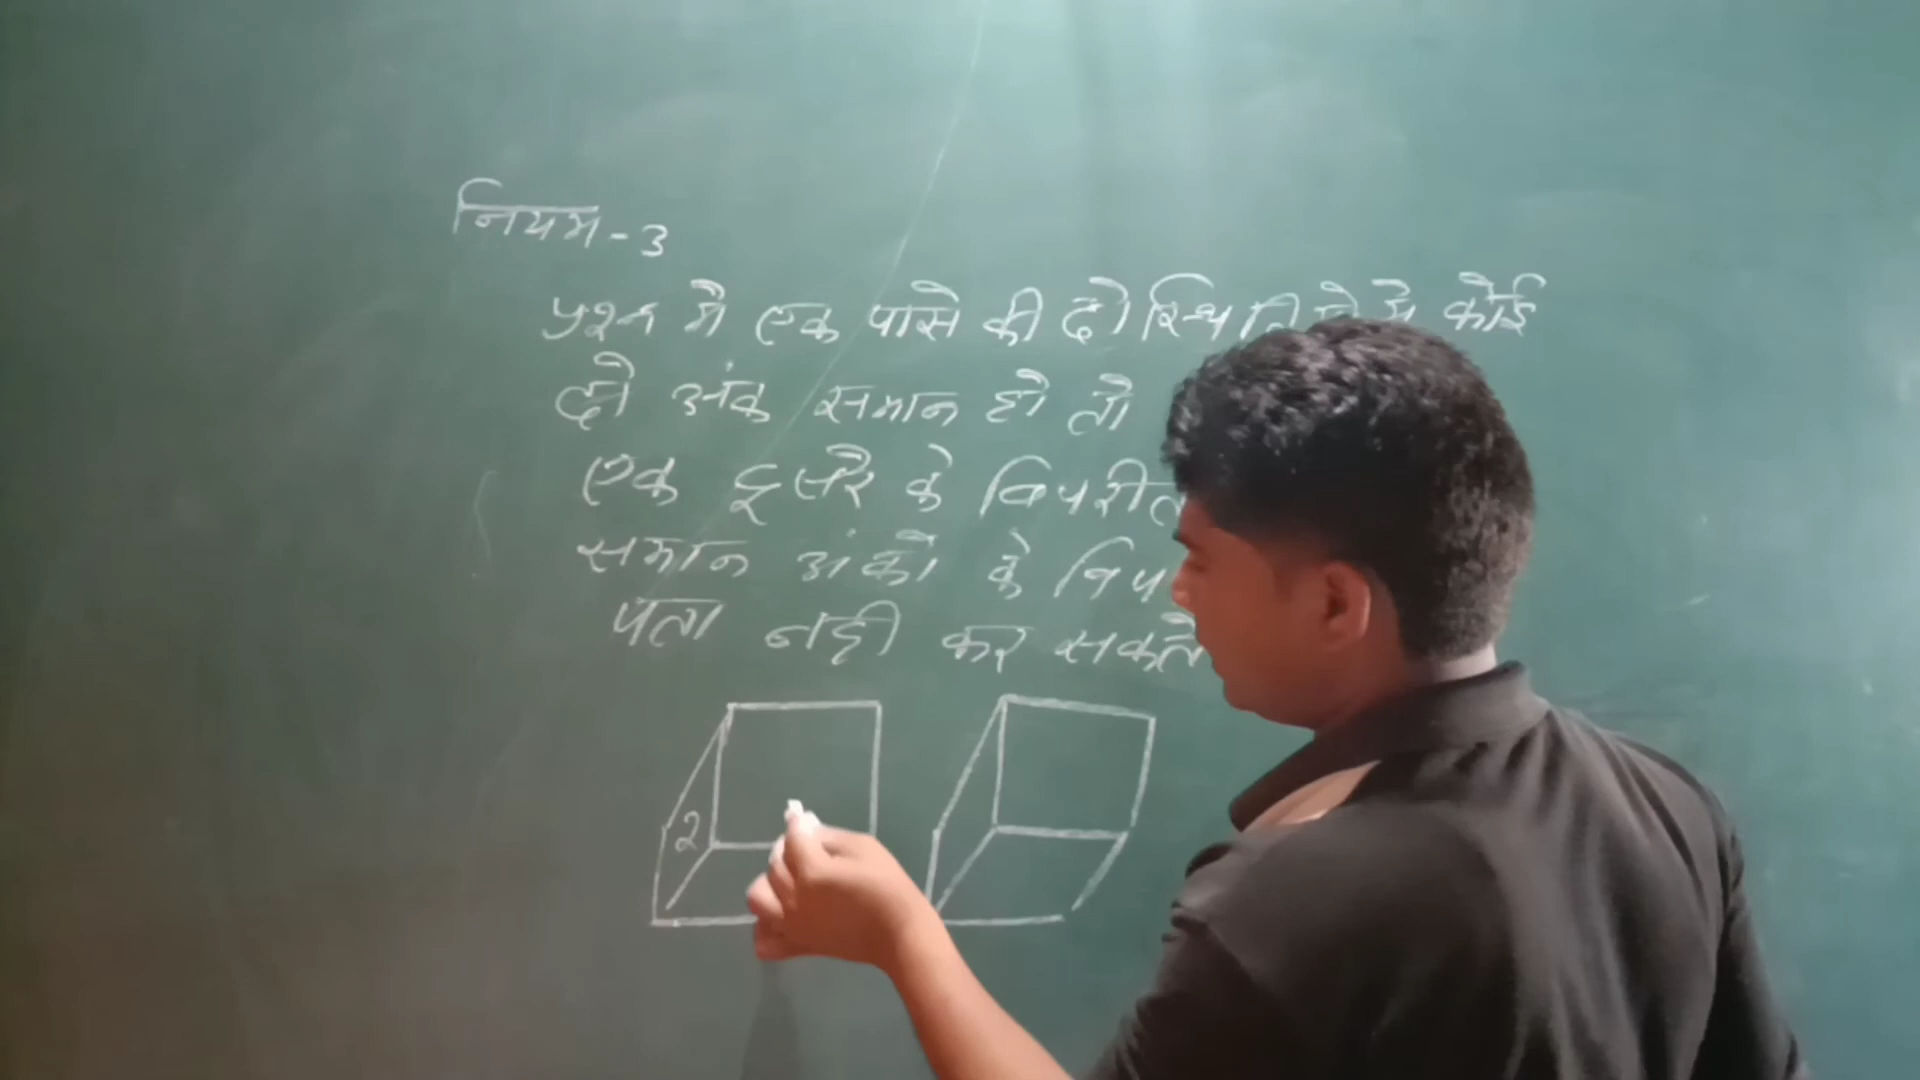 नियम-3
प्रश्न मे एक पासे की दो में कोई
दो अंक समान हो तो
एक दूसरे के विपरीत
समान अंको के
पता नही कर सकते
2